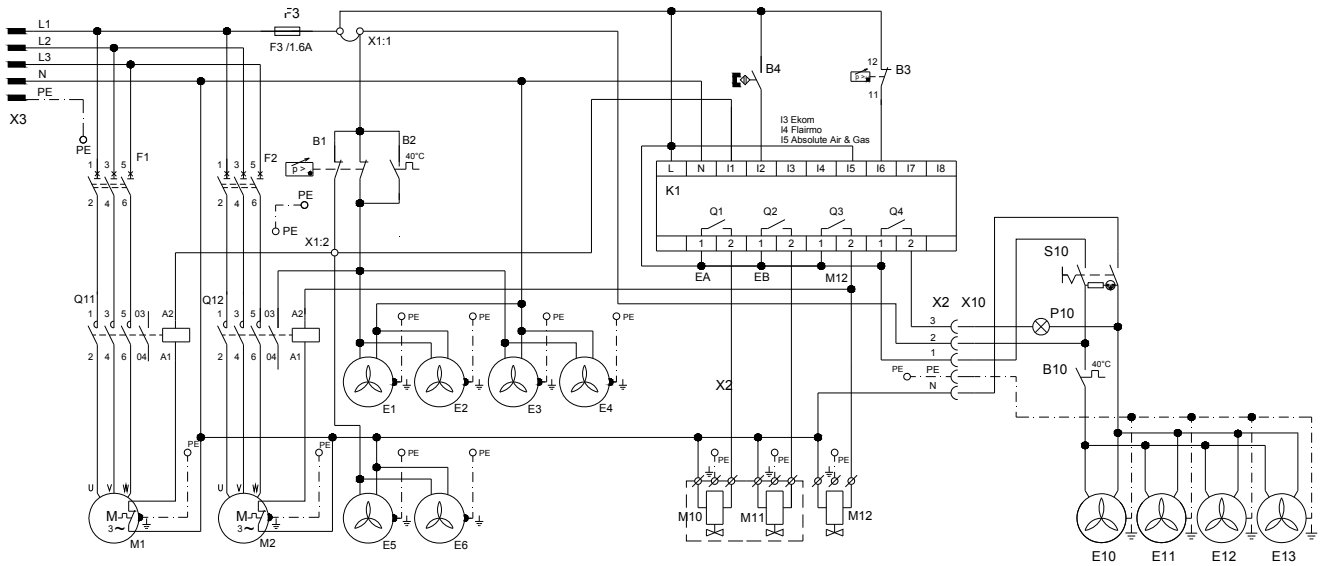 L1
L2
L3
N
PE
X3
PE
F3
F3 /1.6A
X1:1
B4
12
B3
11
I3 Ekom
I4 Flairmo
I5 Absolute Air & Gas
F1
1 3 5
2 4 6
F2
1 3 5
2 4 6
B1
B2
40°C
p >
PE
PE
X1:2
p >
L N I1 I2 I3 I4 I5 I6 I7 I8
K1
Q1 Q2 Q3 Q4
1 2 1 2 1 2 1 2
EA EB M12
Q11
1 3 5 03 A2
2 4 6 04 A1
Q12
1 3 5 03 A2
2 4 6 04 A1
PE PE PE PE
E1 E2 E3 E4
S10
X2 X10
3
2
1
PE PE
N
P10
B10
40°C
X2
PE PE PE PE
U V W
M
3 ~
M1
U V W
M
3 ~
M2
E5 E6
PE PE PE
M10 M11 M12
E10 E11 E12 E13